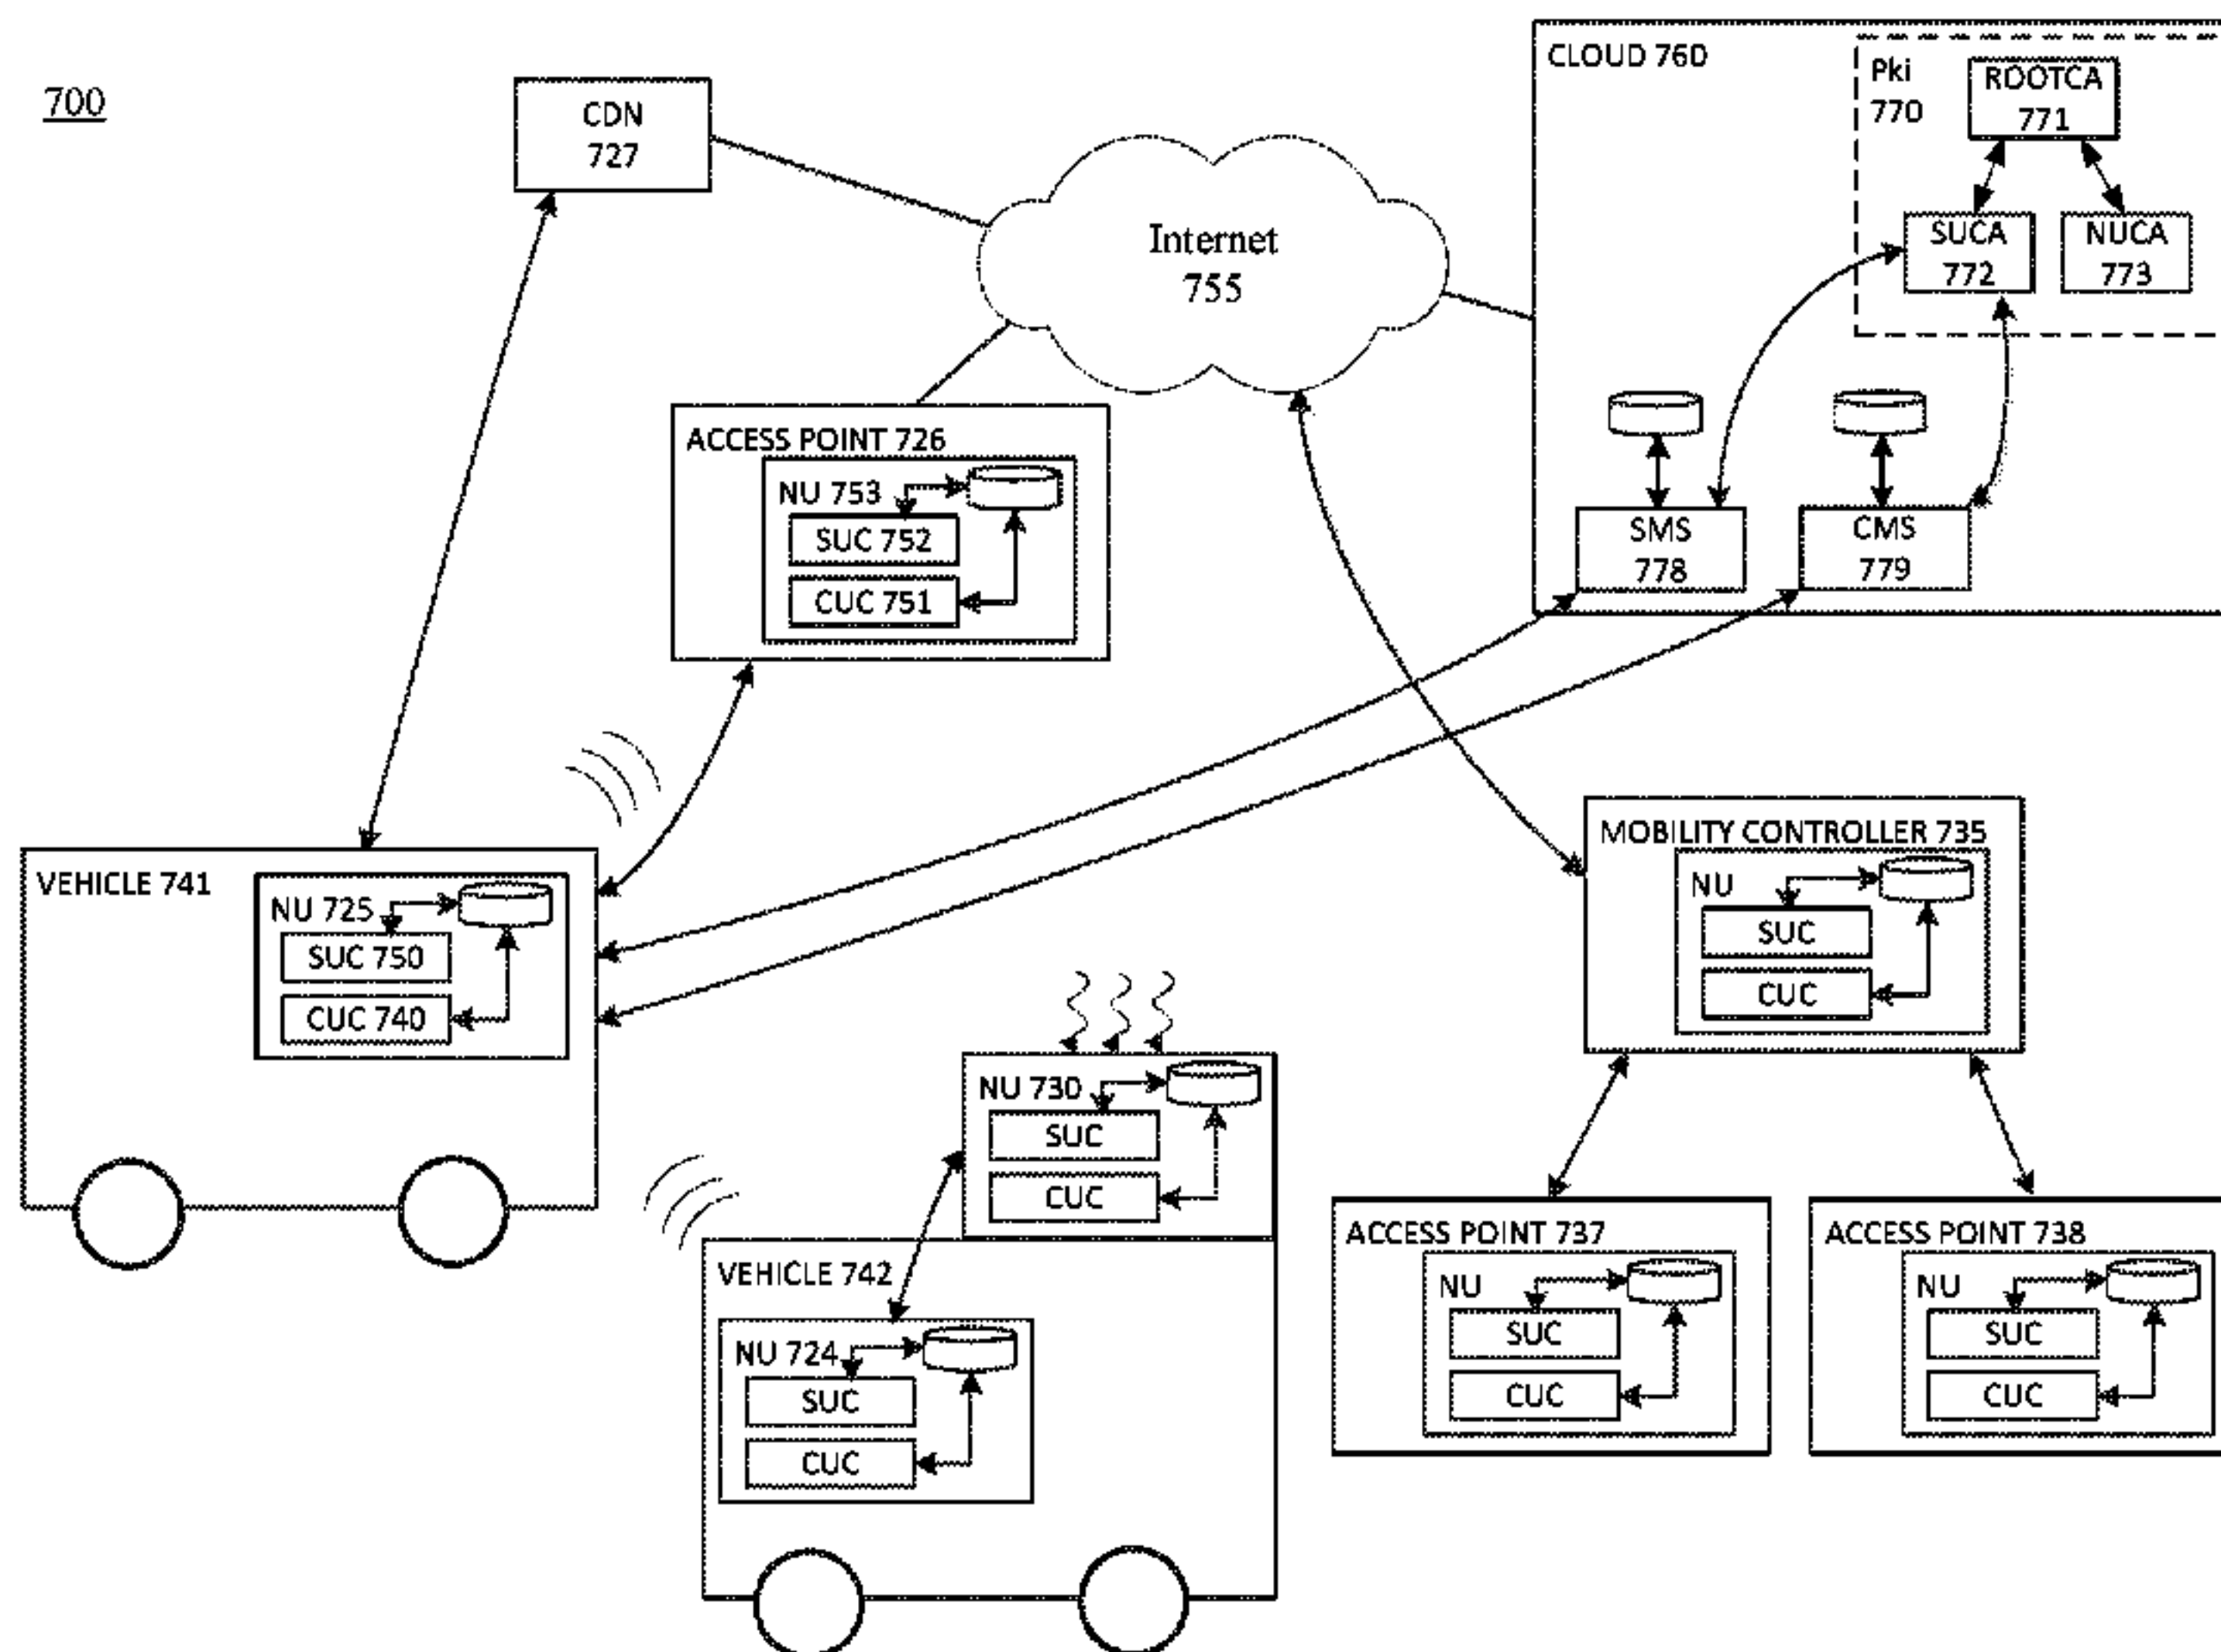 700
CDN
727
Internet
755
CLOUD 760
Pki
770
ROOTCA
771
SUCA
772
NUCA
773
SMS
778
CMS
779
ACCESS POINT 726
NU 753
SUC 752
CUC 751
VEHICLE 741
NU 725
SUC 750
CUC 740
MOBILITY CONTROLLER 735
NU
SUC
CUC
NU 730
SUC
CUC
VEHICLE 742
NU 724
SUC
CUC
ACCESS POINT 737
NU
SUC
CUC
ACCESS POINT 738
NU
SUC
CUC